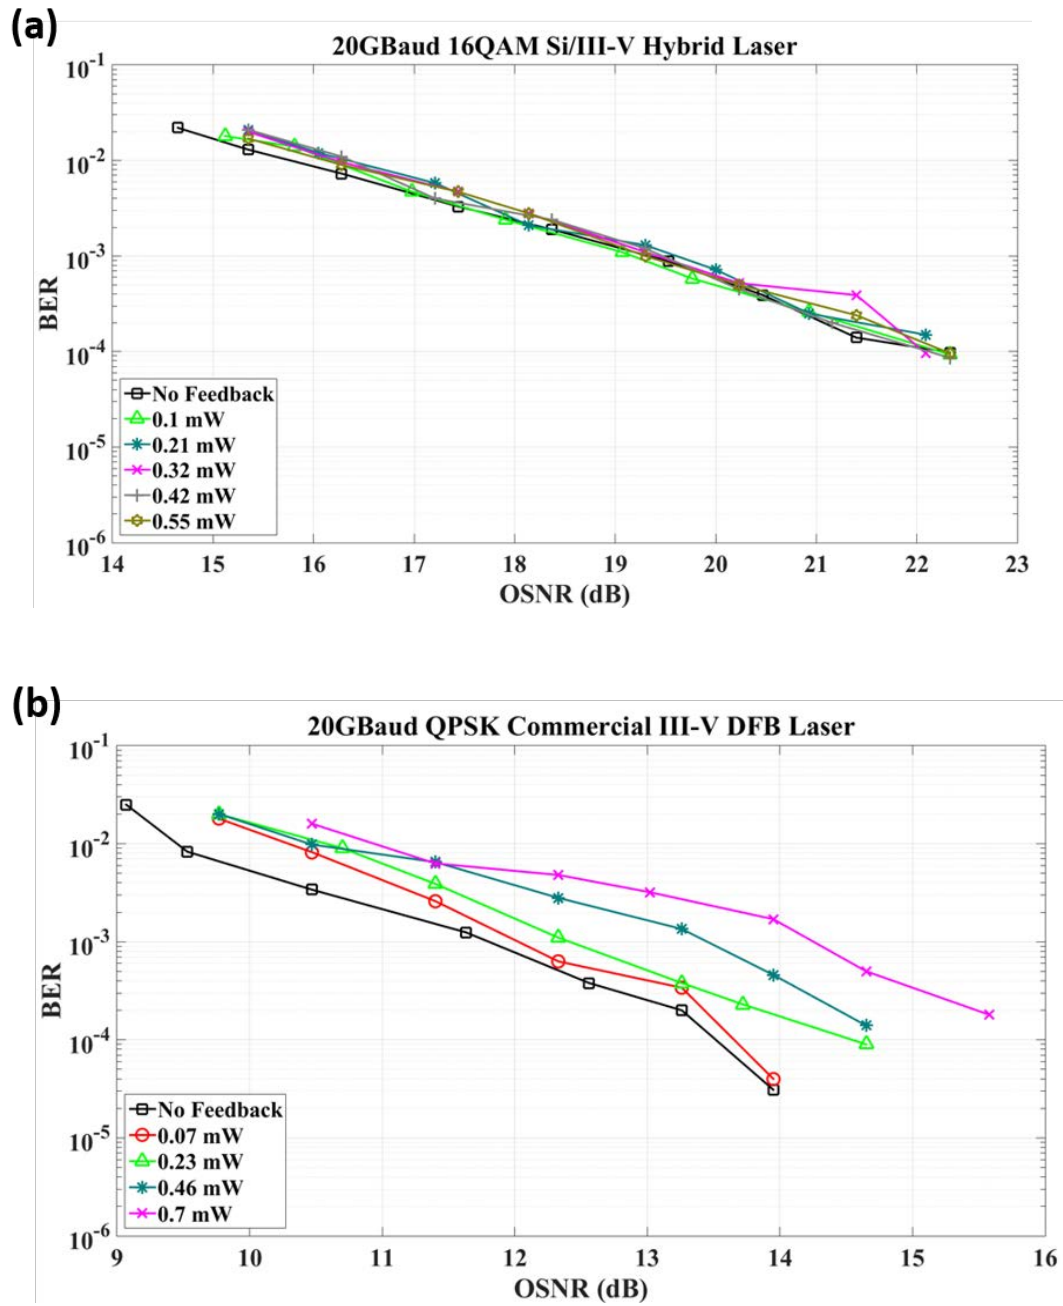 (a)
20GBaud 16QAM Si/III-V Hybrid Laser
10-1
10-2
10-3
10-4
10-5
10-6
BER
No Feedback
0.1 mW
0.21 mW
0.32 mW
0.42 mW
0.55 mW
14 15 16 17 18 19 20 21 22 23
OSNR (dB)
(b)
20GBaud QPSK Commercial III-V DFB Laser
10-1
10-2
10-3
10-4
10-5
10-6
BER
No Feedback
0.07 mW
0.23 mW
0.46 mW
0.7 mW
9 10 11 12 13 14 15 16
OSNR (dB)